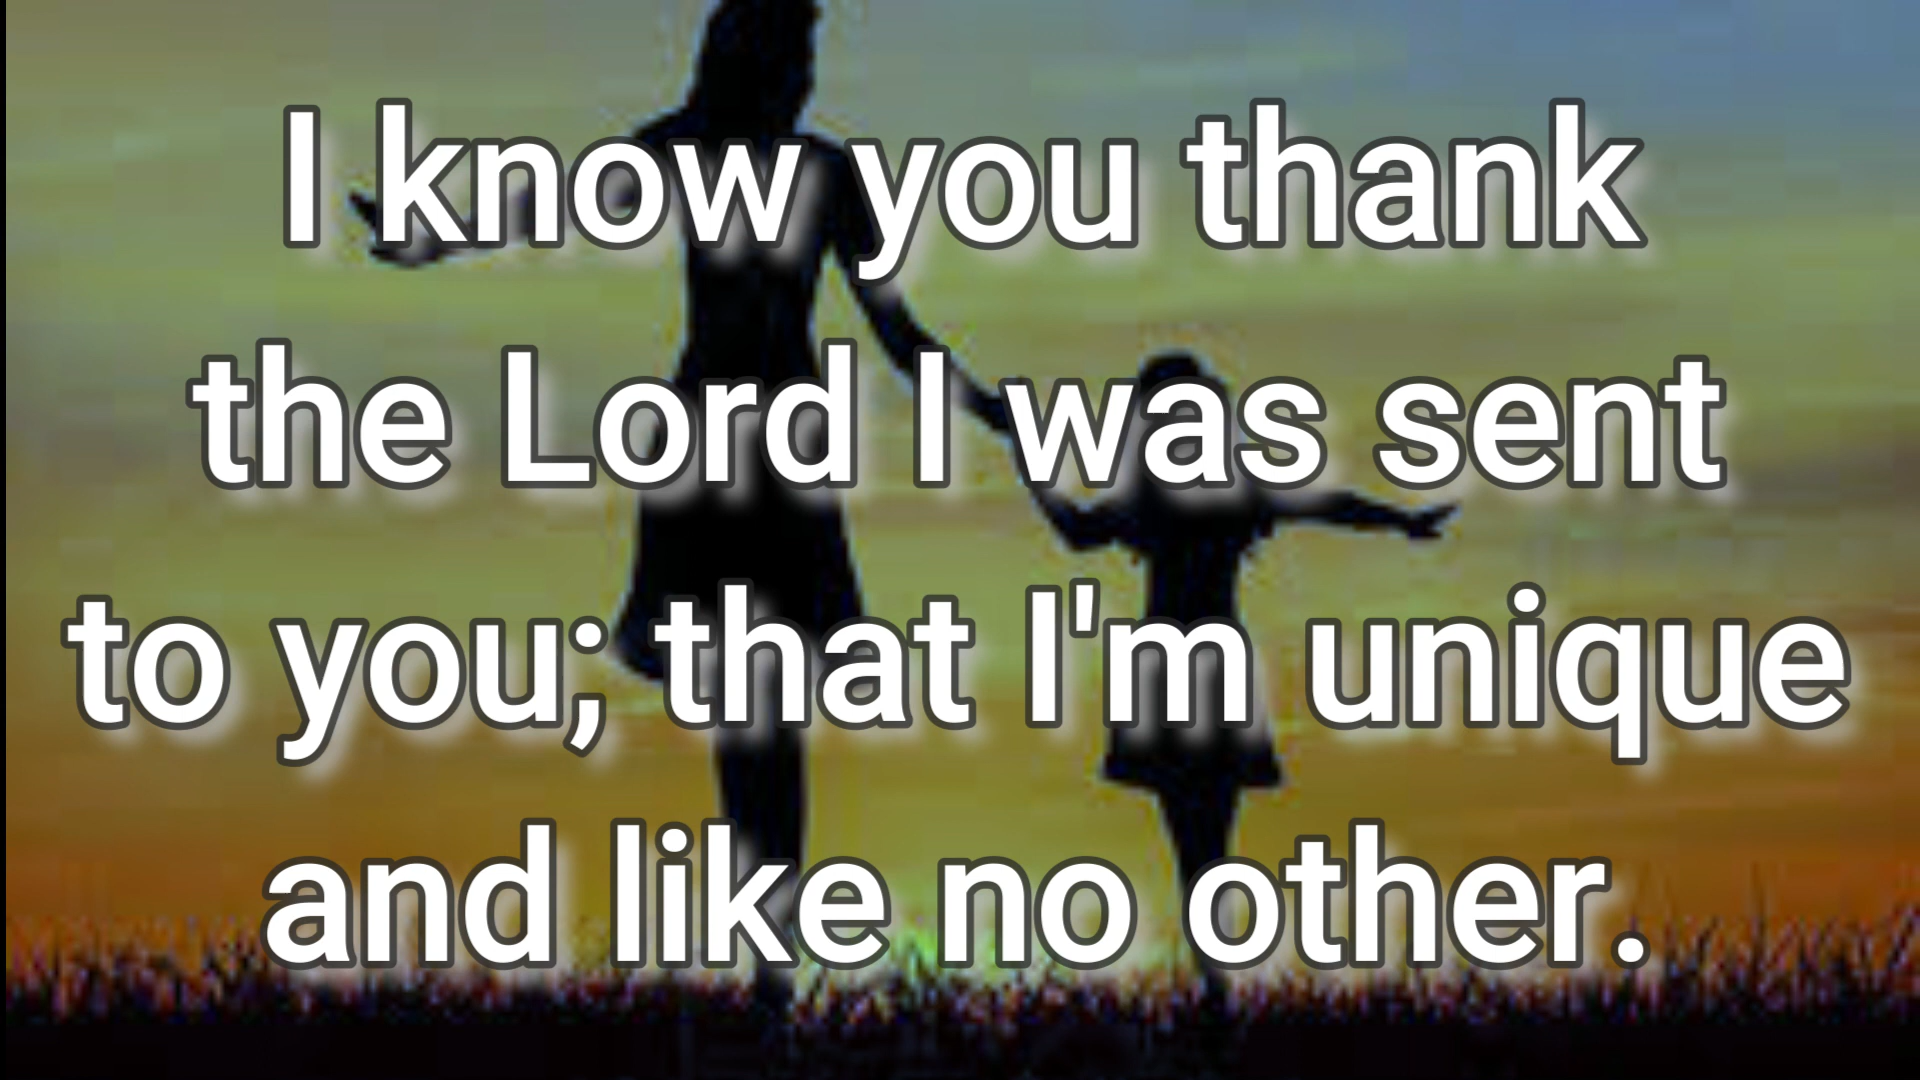 I know you thank
the Lord I was sent
to you; that I'm unique
and like no other.